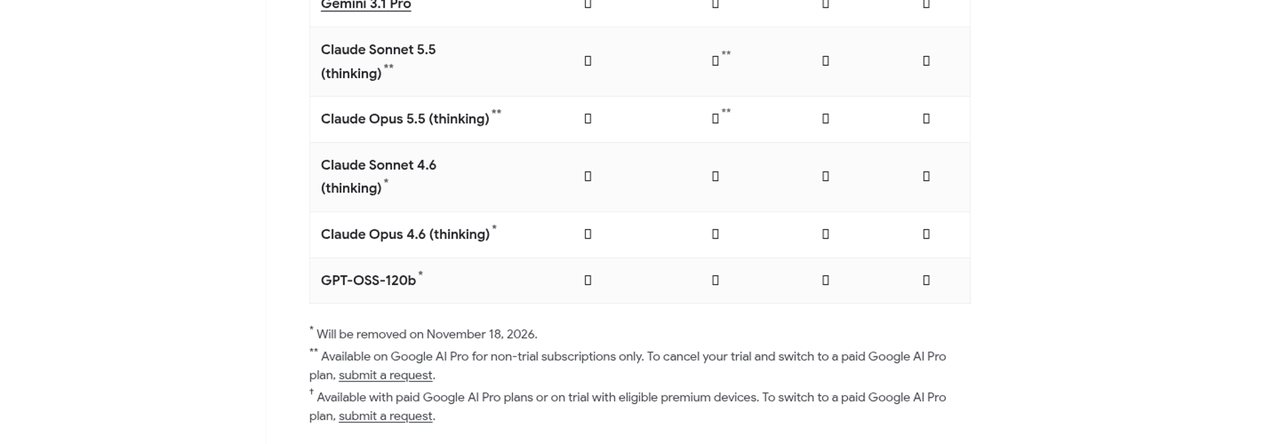 Gemini 3.1 Pro ▯ ▯ ▯ ▯
Claude Sonnet 5.5
(thinking)** ▯ ▯** ▯ ▯
Claude Opus 5.5 (thinking)** ▯ ▯** ▯ ▯
Claude Sonnet 4.6
(thinking)* ▯ ▯ ▯ ▯
Claude Opus 4.6 (thinking)* ▯ ▯ ▯ ▯
GPT-OSS-120b* ▯ ▯ ▯ ▯
* Will be removed on November 18, 2026.
** Available on Google AI Pro for non-trial subscriptions only. To cancel your trial and switch to a paid Google AI Pro
plan, submit a request.
† Available with paid Google AI Pro plans or on trial with eligible premium devices. To switch to a paid Google AI Pro
plan, submit a request.